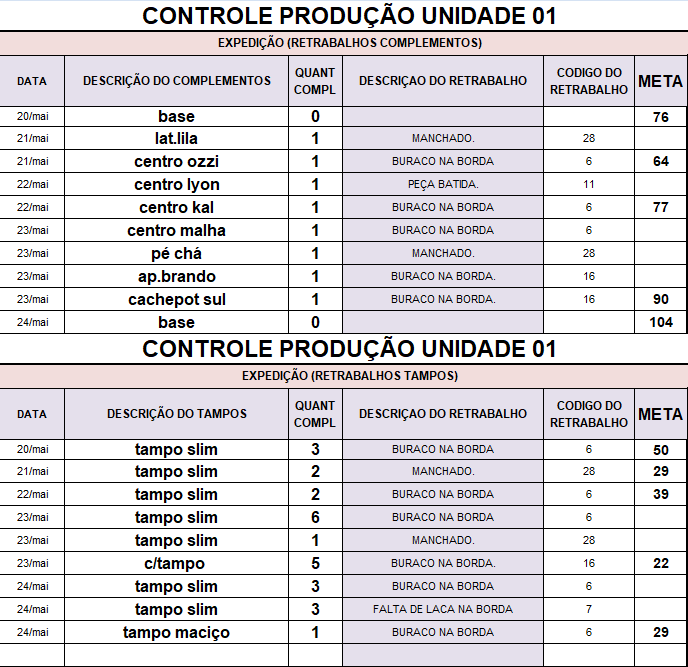 CONTROLE PRODUÇÃO UNIDADE 01
EXPEDIÇÃO (RETRABALHOS COMPLEMENTOS)
DATA DESCRIÇÃO DO COMPLEMENTOS QUANT COMPL DESCRIÇAO DO RETRABALHO CODIGO DO RETRABALHO META
20/mai base 0 76
21/mai lat.lila 1 MANCHADO. 28
21/mai centro ozzi 1 BURACO NA BORDA 6 64
22/mai centro lyon 1 PEÇA BATIDA. 11
22/mai centro kal 1 BURACO NA BORDA 6 77
23/mai centro malha 1 BURACO NA BORDA 6
23/mai pé chá 1 MANCHADO. 28
23/mai ap.brando 1 BURACO NA BORDA. 16
23/mai cachepot sul 1 BURACO NA BORDA. 16 90
24/mai base 0 104
CONTROLE PRODUÇÃO UNIDADE 01
EXPEDIÇÃO (RETRABALHOS TAMPOS)
DATA DESCRIÇÃO DO TAMPOS QUANT COMPL DESCRIÇAO DO RETRABALHO CODIGO DO RETRABALHO META
20/mai tampo slim 3 BURACO NA BORDA 6 50
21/mai tampo slim 2 MANCHADO. 28 29
22/mai tampo slim 2 BURACO NA BORDA 6 39
23/mai tampo slim 6 BURACO NA BORDA 6
23/mai tampo slim 1 MANCHADO. 28
23/mai c/tampo 5 BURACO NA BORDA. 16 22
24/mai tampo slim 3 BURACO NA BORDA 6
24/mai tampo slim 3 FALTA DE LACA NA BORDA 7
24/mai tampo maciço 1 BURACO NA BORDA 6 29